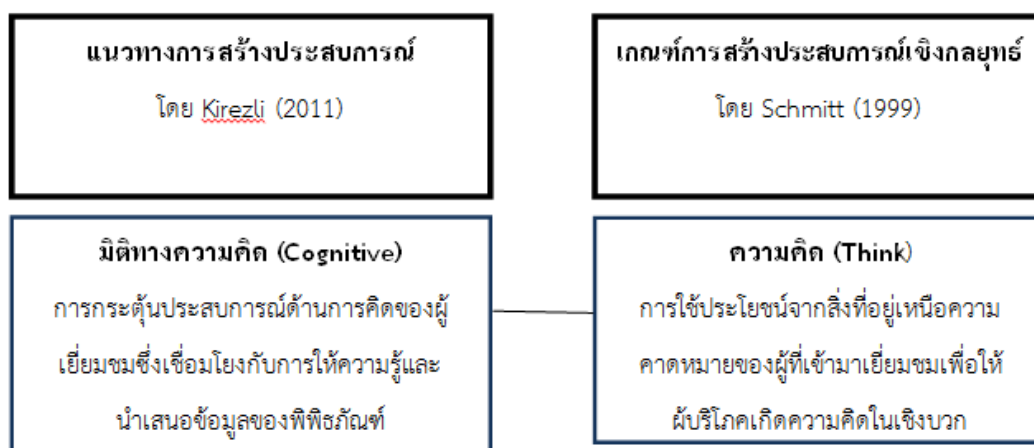 แนวทางการสร้างประสบการณ์
โดย Kirezli (2011)
เกณฑ์การสร้างประสบการณ์เชิงกลยุทธ์
โดย Schmitt (1999)
มิติทางความคิด (Cognitive)
การกระตุ้นประสบการณ์ด้านการคิดของผู้
เยี่ยมชมซึ่งเชื่อมโยงกับการให้ความรู้และ
นำเสนอข้อมูลของพิพิธภัณฑ์
ความคิด (Think)
การใช้ประโยชน์จากสิ่งที่อยู่เหนือความ
คาดหมายของผู้ที่เข้ามาเยี่ยมชมเพื่อให้
ผู้บริโภคเกิดความคิดในเชิงบวก